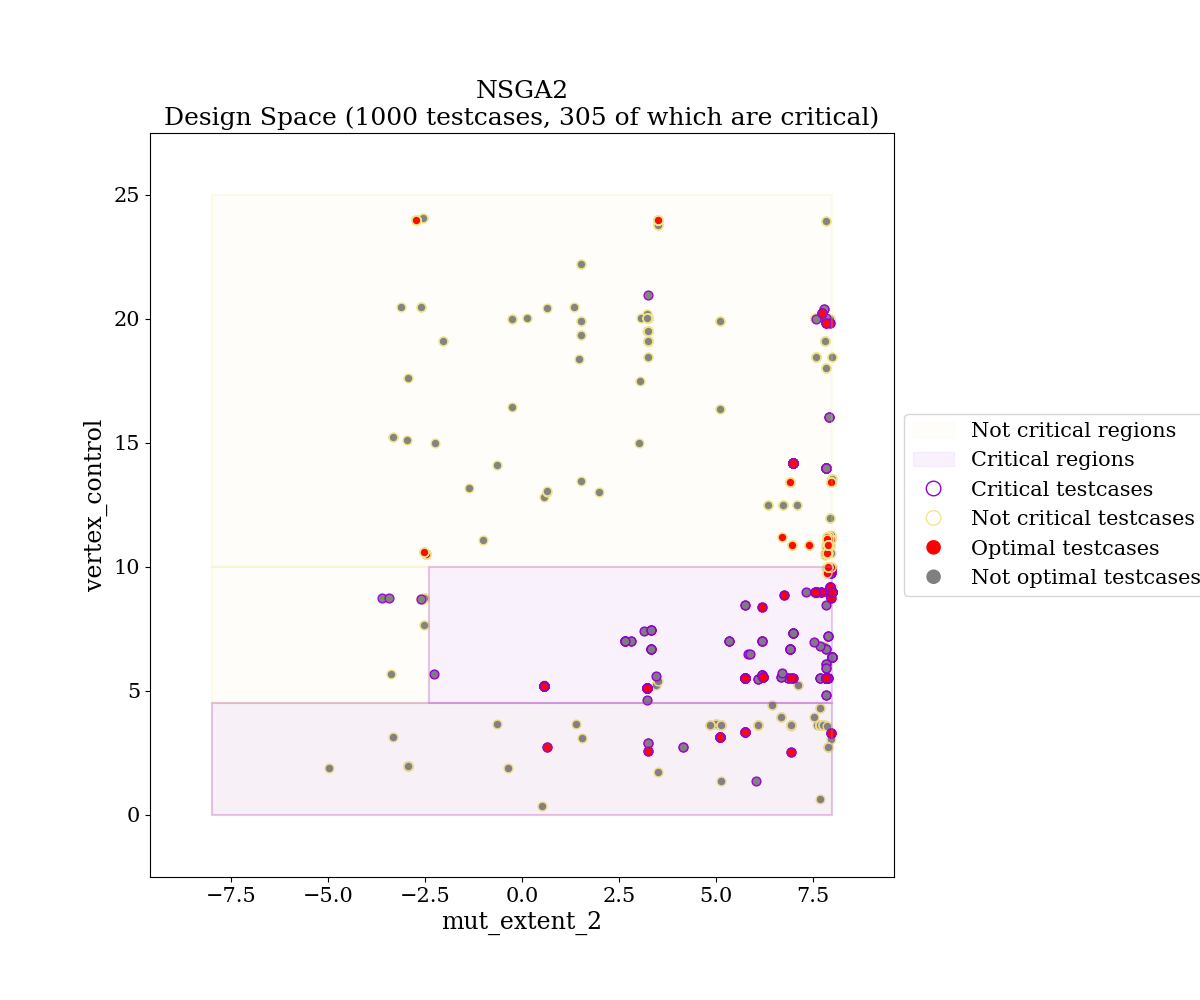 NSGA2
Design Space (1000 testcases, 305 of which are critical)
25
20
15
10
5
0
vertex_control
−7.5
−5.0
−2.5
0.0
2.5
5.0
7.5
mut_extent_2
Not critical regions
Critical regions
Critical testcases
Not critical testcases
Optimal testcases
Not optimal testcases